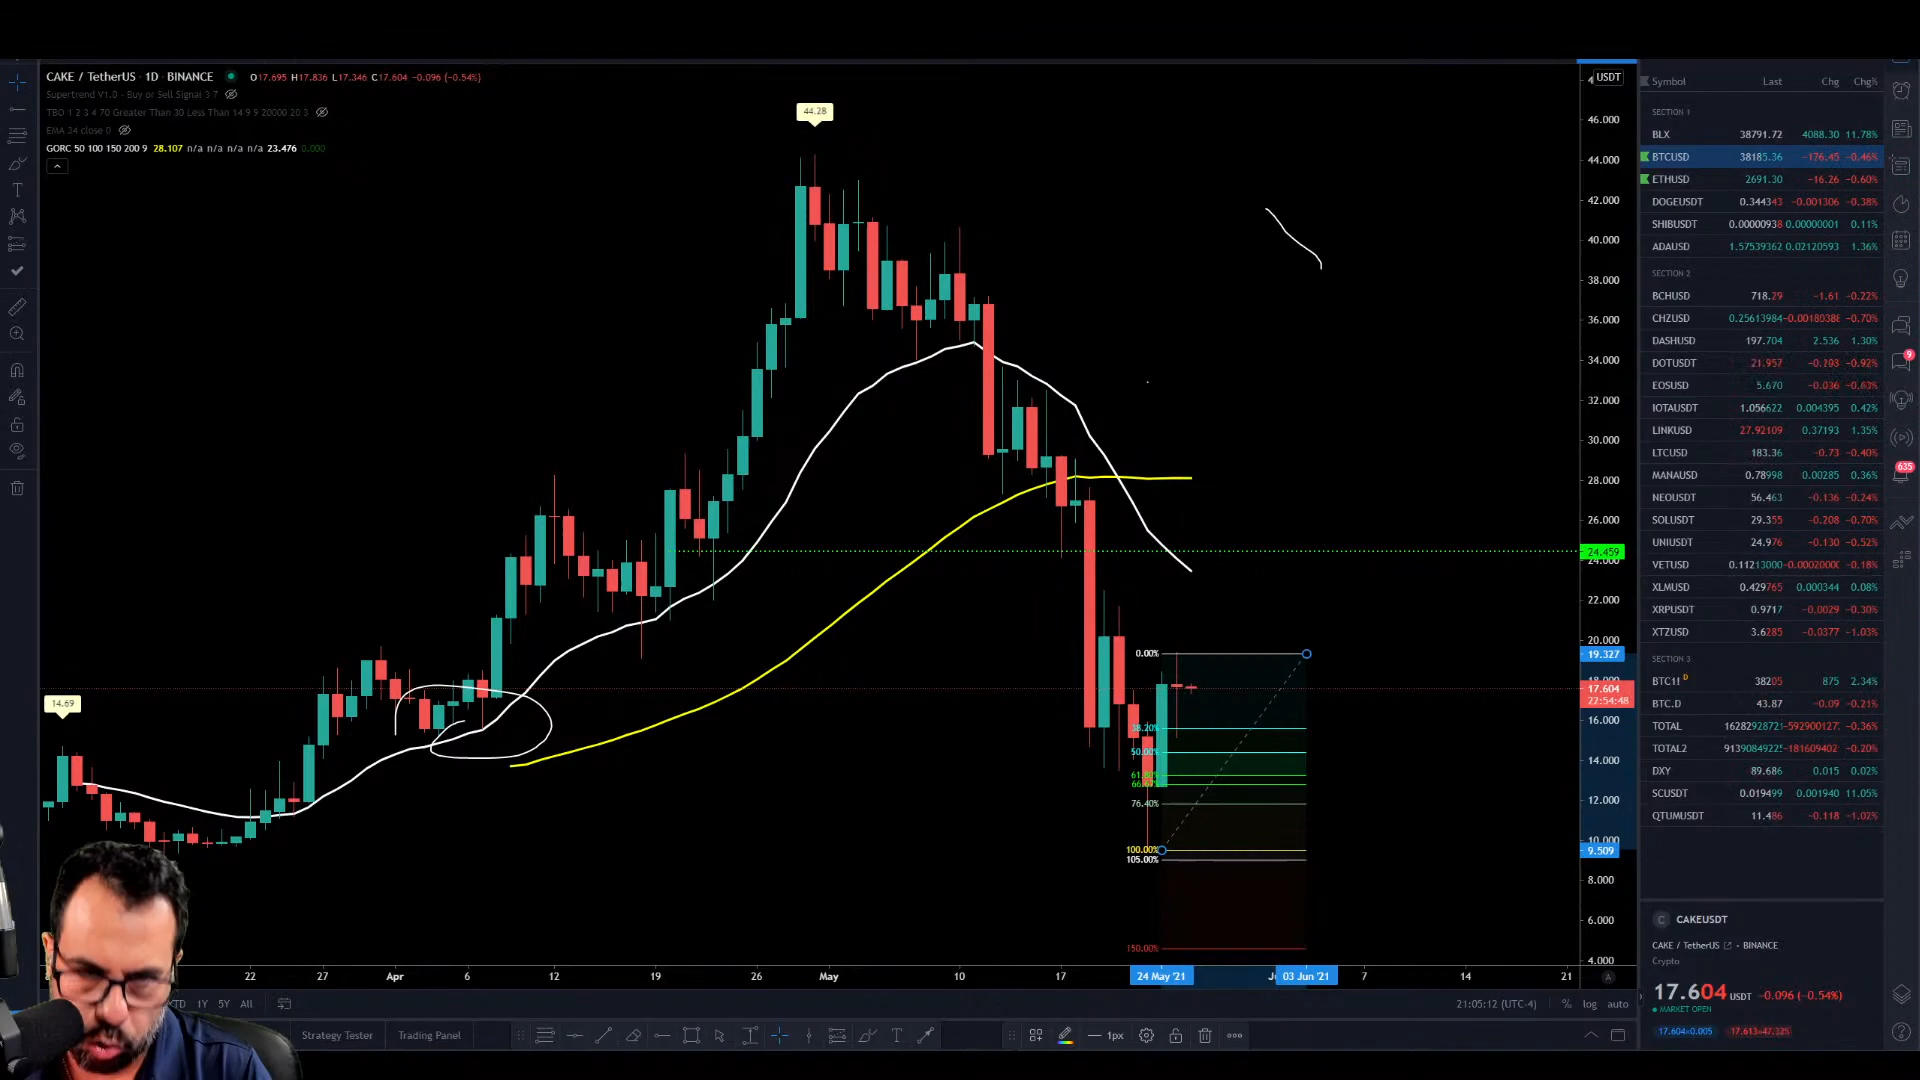 CAKE / TetherUS · 1D · BINANCE O17.695 H17.836 L17.346 C17.604 -0.096 (-0.54%)
Supertrend V1.0 - Buy or Sell Signal 3 7
TBO 1 2 3 4 70 Greater Than 30 Less Than 14 9 9 20000 20 3
EMA 34 close 0
GORC 50 100 150 200 9 28.107 n/a n/a n/a n/a 23.476 0.000
44.28
14.69
USDT
46.000
44.000
42.000
40.000
38.000
36.000
34.000
32.000
30.000
28.000
26.000
24.459
24.000
22.000
20.000
19.327
17.604
22:54:48
16.000
14.000
12.000
10.000
9.509
8.000
6.000
4.000
0.00%
38.20%
50.00%
76.40%
100.00%
105.00%
150.00%
22 27 Apr 6 12 19 26 May 10 17 24 May '21 03 Jun '21 7 14 21
YTD 1Y 5Y All
21:05:12 (UTC-4) % log auto
Strategy Tester Trading Panel
1px
Symbol Last Chg Chg%
SECTION 1
BLX 38791.72 4088.30 11.78%
BTCUSD 38185.36 -176.45 -0.46%
ETHUSD 2691.30 -16.26 -0.60%
DOGEUSDT 0.344343 -0.001306 -0.38%
SHIBUSDT 0.00000938 0.00000001 0.11%
ADAUSD 1.57539362 0.02120593 1.36%
SECTION 2
BCHUSD 718.29 -1.61 -0.22%
CHZUSD 0.25613984 -0.00180388 -0.70%
DASHUSD 197.704 2.536 1.30%
DOTUSDT 21.957 -0.203 -0.92%
EOSUSD 5.670 -0.036 -0.63%
IOTAUSDT 1.056622 0.004395 0.42%
LINKUSD 27.92109 0.37193 1.35%
LTCUSD 183.36 -0.73 -0.40%
MANAUSD 0.78998 0.00285 0.36%
NEOUSDT 56.463 -0.136 -0.24%
SOLUSDT 29.355 -0.208 -0.70%
UNIUSDT 24.976 -0.130 -0.52%
VETUSD 0.11213000 -0.0002000 -0.18%
XLMUSD 0.429765 0.000344 0.08%
XRPUSDT 0.9717 -0.0029 -0.30%
XTZUSD 3.6285 -0.0377 -1.03%
SECTION 3
BTC1! D 38205 875 2.34%
BTC.D 43.87 -0.09 -0.21%
TOTAL 1628292872 -592900127 -0.36%
TOTAL2 913908492 -181609402 -0.20%
DXY 89.686 0.015 0.02%
SCUSDT 0.019499 0.001940 11.05%
QTUMUSDT 11.486 -0.118 -1.02%
C CAKEUSDT
CAKE / TetherUS · BINANCE
Crypto
17.604 USDT -0.096 (-0.54%)
MARKET OPEN
17.604×0.005 17.613×47.32%
9
635